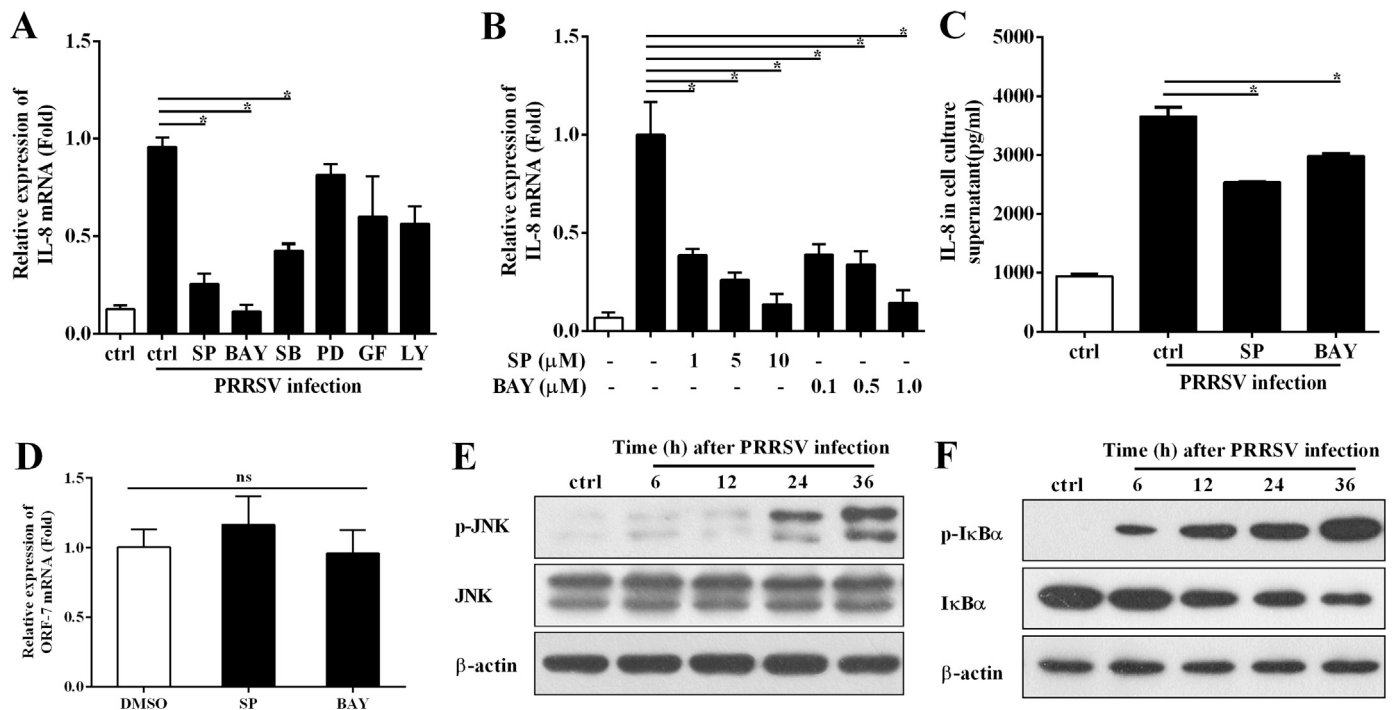 A
Relative expression of
IL-8 mRNA (Fold)
1.5
1.0
0.5
0.0
ctrl ctrl SP BAY SB PD GF LY
PRRSV infection
* * *
B
Relative expression of
IL-8 mRNA (Fold)
1.5
1.0
0.5
0.0
* * * * * *
SP (μM) - - 1 5 10 - - -
BAY (μM) - - - - - 0.1 0.5 1.0
C
IL-8 in cell culture
supernatant(pg/ml)
5000
4000
3000
2000
1000
0
* *
ctrl ctrl SP BAY
PRRSV infection
D
Relative expression of
ORF-7 mRNA (Fold)
1.5
1.0
0.5
0.0
ns
DMSO SP BAY
E
Time (h) after PRRSV infection
ctrl 6 12 24 36
p-JNK
JNK
β-actin
F
Time (h) after PRRSV infection
ctrl 6 12 24 36
p-IκBα
IκBα
β-actin